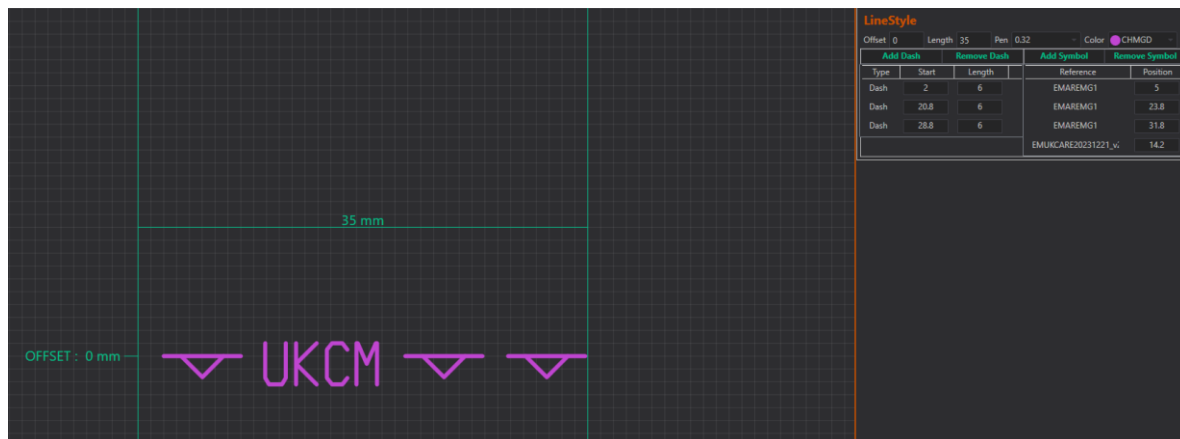 LineStyle
Offset 0 Length 35 Pen 0.32 Color CHMGD
Add Dash Remove Dash Add Symbol Remove Symbol
Type Start Length Reference Position
Dash 2 6 EMAREMG1 5
Dash 20.8 6 EMAREMG1 23.8
Dash 28.8 6 EMAREMG1 31.8
EMUKCARE20231221_v 14.2
35 mm
OFFSET : 0 mm
UKCM